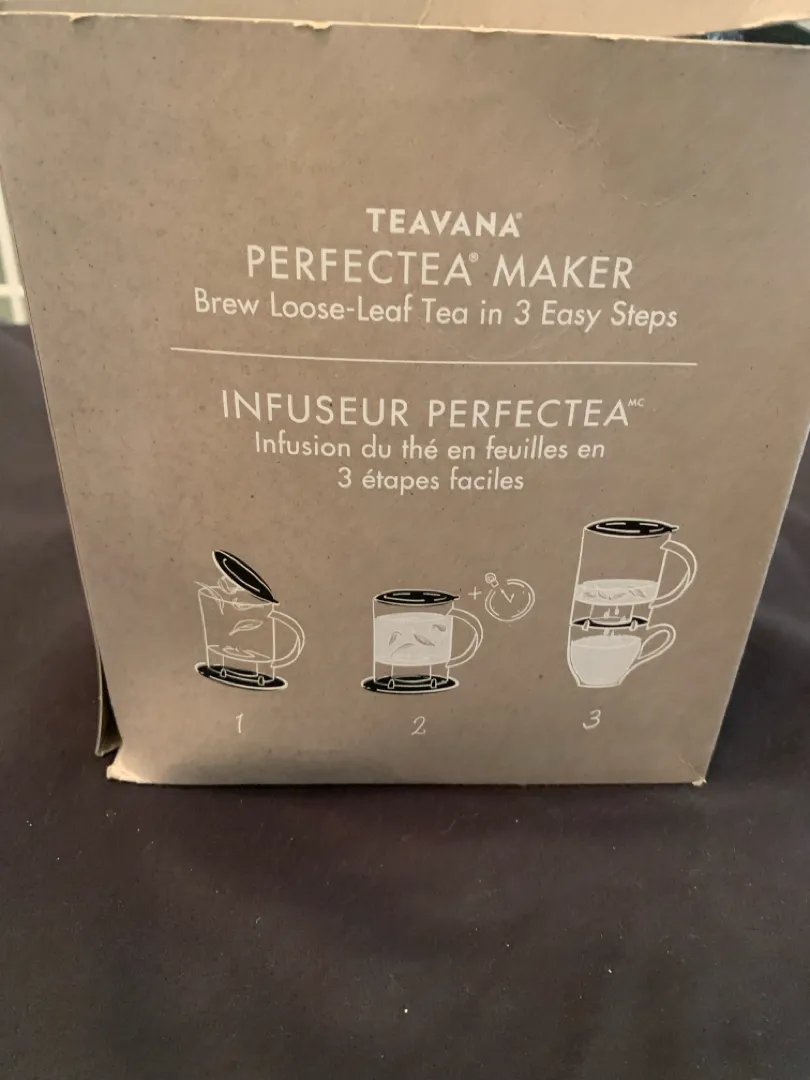 TEAVANA®
PERFECTEA® MAKER
Brew Loose-Leaf Tea in 3 Easy Steps
INFUSEUR PERFECTEA MC
Infusion du thé en feuilles en
3 étapes faciles
1 2 3